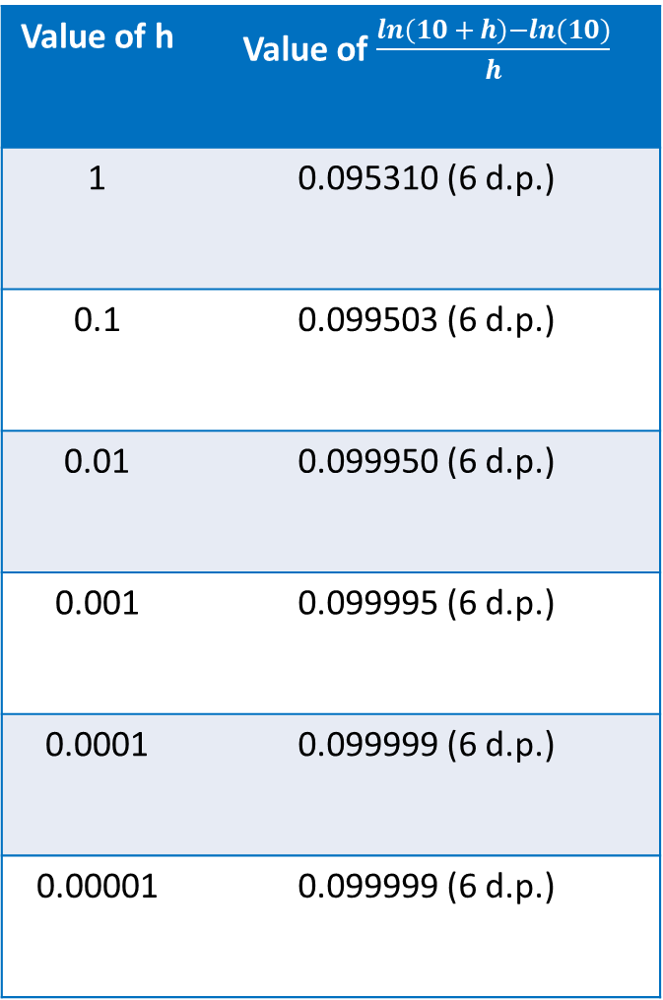 Value of h Value of ln(10 + h)−ln(10) / h
1 0.095310 (6 d.p.)
0.1 0.099503 (6 d.p.)
0.01 0.099950 (6 d.p.)
0.001 0.099995 (6 d.p.)
0.0001 0.099999 (6 d.p.)
0.00001 0.099999 (6 d.p.)